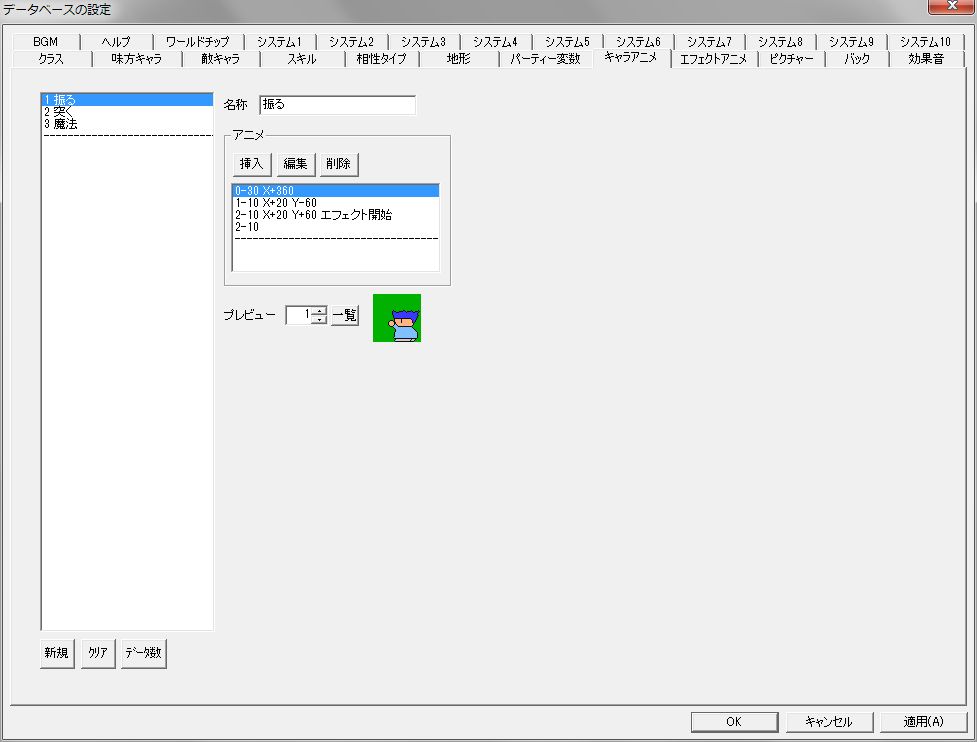 データベースの設定
BGM ヘルプ ワールドチップ システム1 システム2 システム3 システム4 システム5 システム6 システム7 システム8 システム9 システム10
クラス 味方キャラ 敵キャラ スキル 相性タイプ 地形 パーティー変数 キャラアニメ エフェクトアニメ ピクチャー バック 効果音
1 振る
2 突く
3 魔法
名称 振る
アニメ
挿入 編集 削除
0-30 X+360
1-10 X+20 Y-60
2-10 X+20 Y+60 エフェクト開始
2-10
プレビュー 1 一覧
新規 クリア データ数
OK キャンセル 適用(A)